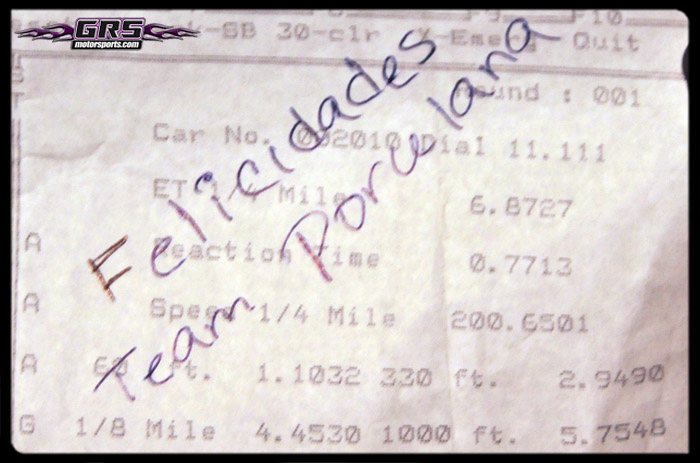 GRS
motorsports.com
F9 F10
k-SB 30-clr Quit
Round : 001
Car No. 002010 Dial 11.111
ET 1/4 Mile 6.8727
A Reaction Time 0.7713
A Speed 1/4 Mile 200.6501
A 60 ft. 1.1032 330 ft. 2.9490
G 1/8 Mile 4.4530 1000 ft. 5.7548
Felicidades
Team Porcelana